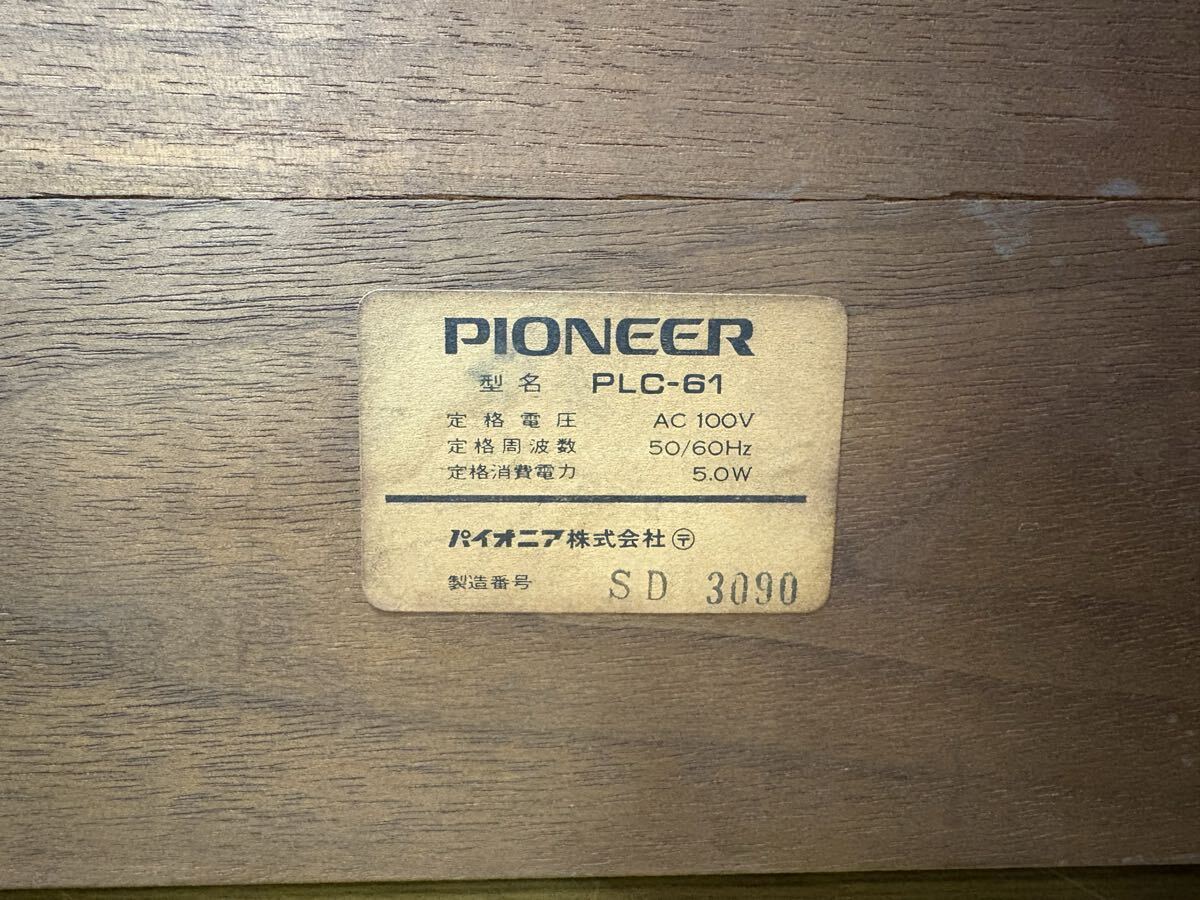 PIONEER
型名 PLC-61
定格電圧 AC 100V
定格周波数 50/60Hz
定格消費電力 5.0W
パイオニア株式会社 〶
製造番号 SD 3090